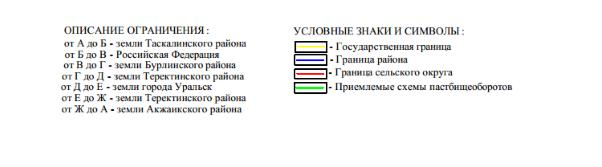 ОПИСАНИЕ ОГРАНИЧЕНИЯ :
от А до Б - земли Таскалинского района
от Б до В - Российская Федерация
от В до Г - земли Бурлинского района
от Г до Д - земли Теректинского района
от Д до Е - земли города Уральск
от Е до Ж - земли Теректинского района
от Ж до А - земли Акжаикского района
УСЛОВНЫЕ ЗНАКИ И СИМВОЛЫ :
- Государственная граница
- Граница района
- Граница сельского округа
- Приемлемые схемы пастбищеоборотов